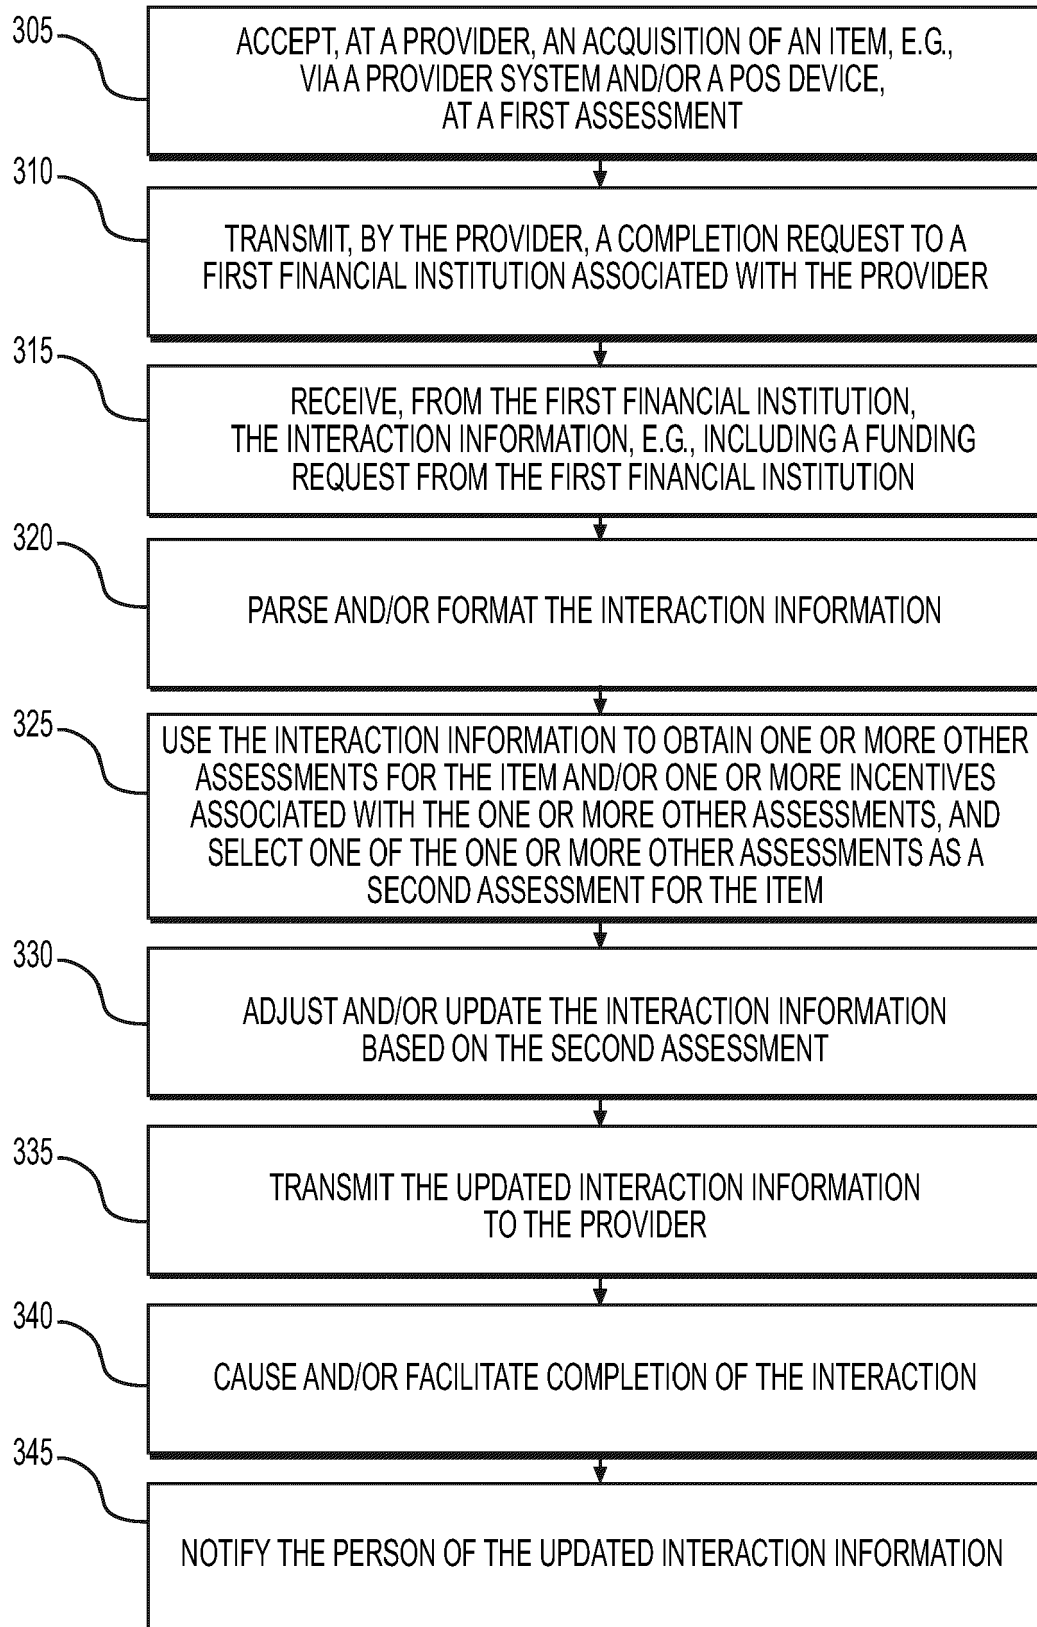 305
ACCEPT, AT A PROVIDER, AN ACQUISITION OF AN ITEM, E.G.,
VIA A PROVIDER SYSTEM AND/OR A POS DEVICE,
AT A FIRST ASSESSMENT
310
TRANSMIT, BY THE PROVIDER, A COMPLETION REQUEST TO A
FIRST FINANCIAL INSTITUTION ASSOCIATED WITH THE PROVIDER
315
RECEIVE, FROM THE FIRST FINANCIAL INSTITUTION,
THE INTERACTION INFORMATION, E.G., INCLUDING A FUNDING
REQUEST FROM THE FIRST FINANCIAL INSTITUTION
320
PARSE AND/OR FORMAT THE INTERACTION INFORMATION
325
USE THE INTERACTION INFORMATION TO OBTAIN ONE OR MORE OTHER
ASSESSMENTS FOR THE ITEM AND/OR ONE OR MORE INCENTIVES
ASSOCIATED WITH THE ONE OR MORE OTHER ASSESSMENTS, AND
SELECT ONE OF THE ONE OR MORE OTHER ASSESSMENTS AS A
SECOND ASSESSMENT FOR THE ITEM
330
ADJUST AND/OR UPDATE THE INTERACTION INFORMATION
BASED ON THE SECOND ASSESSMENT
335
TRANSMIT THE UPDATED INTERACTION INFORMATION
TO THE PROVIDER
340
CAUSE AND/OR FACILITATE COMPLETION OF THE INTERACTION
345
NOTIFY THE PERSON OF THE UPDATED INTERACTION INFORMATION